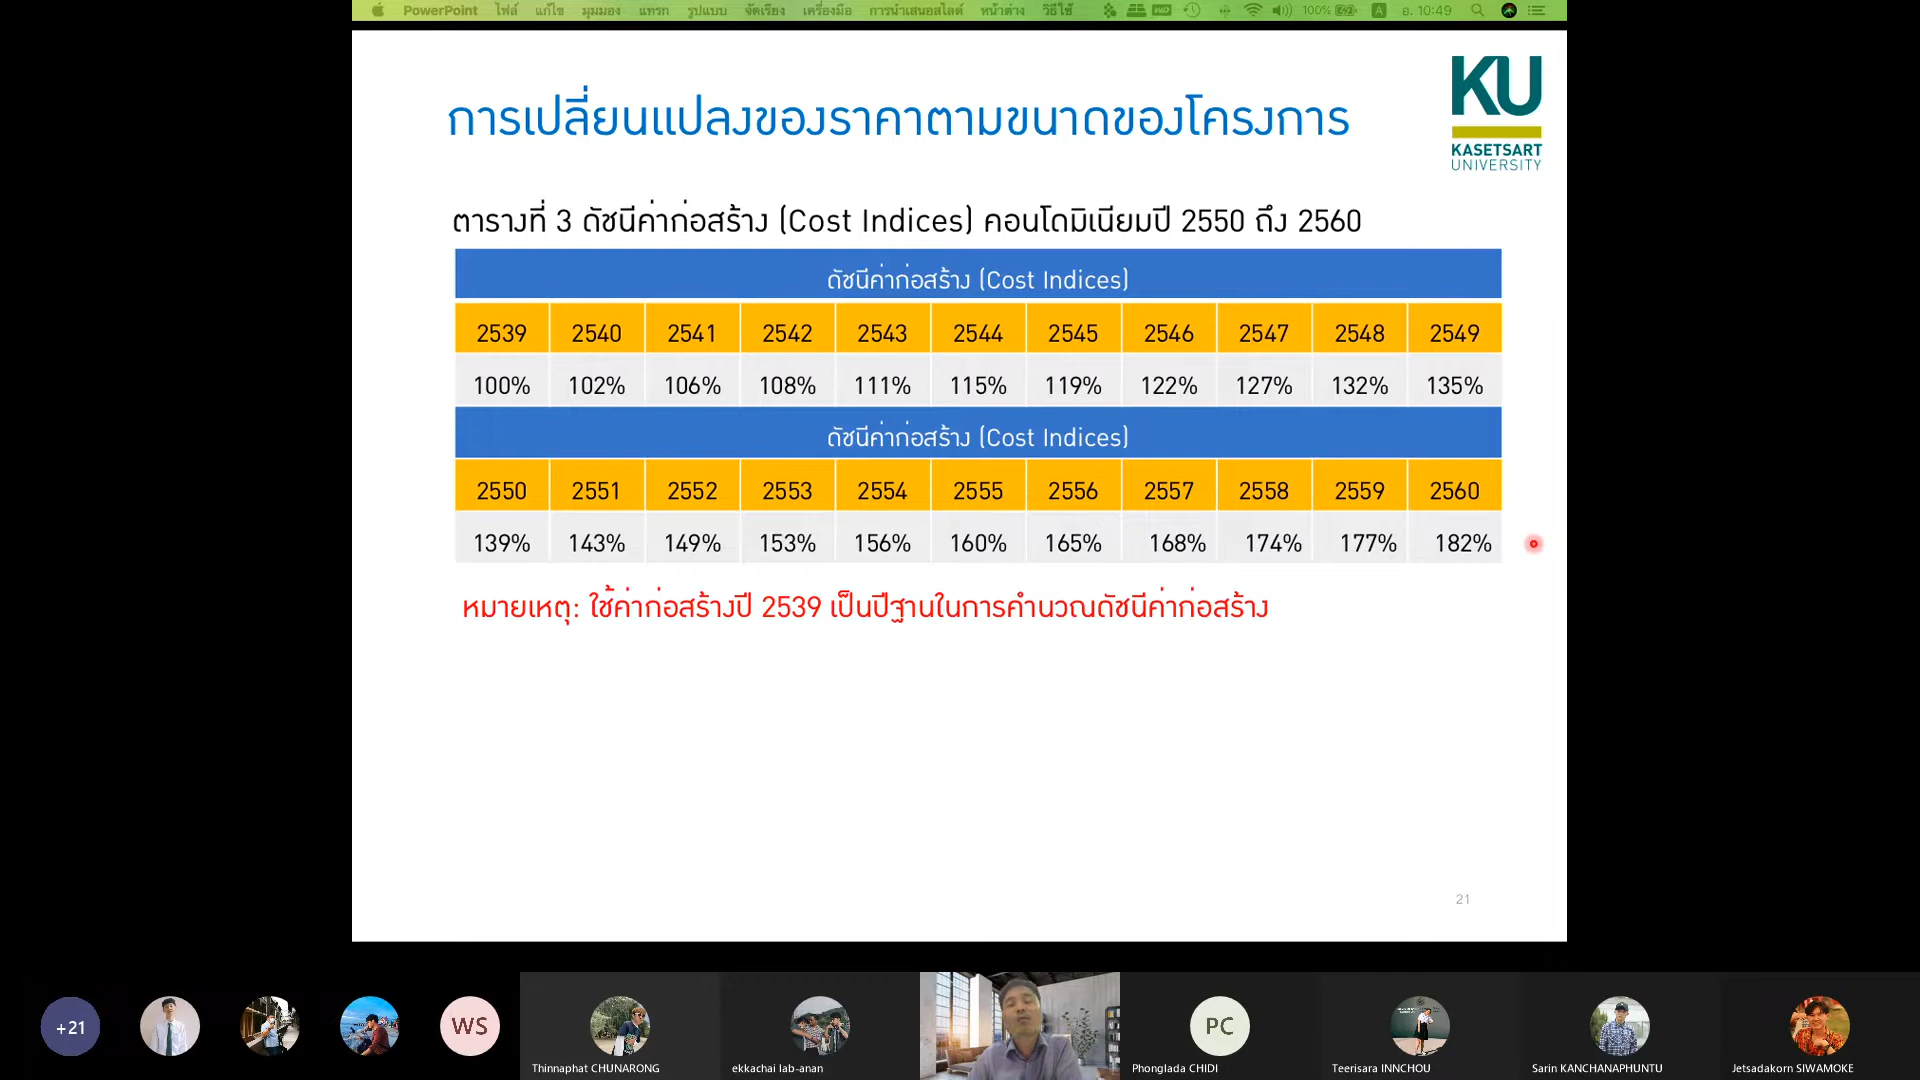 PowerPoint ไฟล์ แก้ไข มุมมอง แทรก รูปแบบ จัดเรียง เครื่องมือ การนำเสนอสไลด์ หน้าต่าง วิธีใช้ 100% A อ. 10:49
KU
KASETSART
UNIVERSITY
การเปลี่ยนแปลงของราคาตามขนาดของโครงการ
ตารางที่ 3 ดัชนีค่าก่อสร้าง (Cost Indices) คอนโดมิเนียมปี 2550 ถึง 2560
ดัชนีค่าก่อสร้าง (Cost Indices)
2539 2540 2541 2542 2543 2544 2545 2546 2547 2548 2549
100% 102% 106% 108% 111% 115% 119% 122% 127% 132% 135%
ดัชนีค่าก่อสร้าง (Cost Indices)
2550 2551 2552 2553 2554 2555 2556 2557 2558 2559 2560
139% 143% 149% 153% 156% 160% 165% 168% 174% 177% 182%
หมายเหตุ: ใช้ค่าก่อสร้างปี 2539 เป็นปีฐานในการคำนวณดัชนีค่าก่อสร้าง
21
+21 WS PC
Thinnaphat CHUNARONG ekkachai lab-anan Phonglada CHIDI Teerisara INNCHOU Sarin KANCHANAPHUNTU Jetsadakorn SIWAMOKE